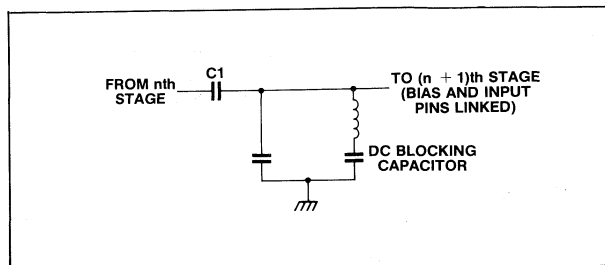 C1
FROM nth
STAGE
TO (n + 1)th STAGE
(BIAS AND INPUT
PINS LINKED)
DC BLOCKING
CAPACITOR